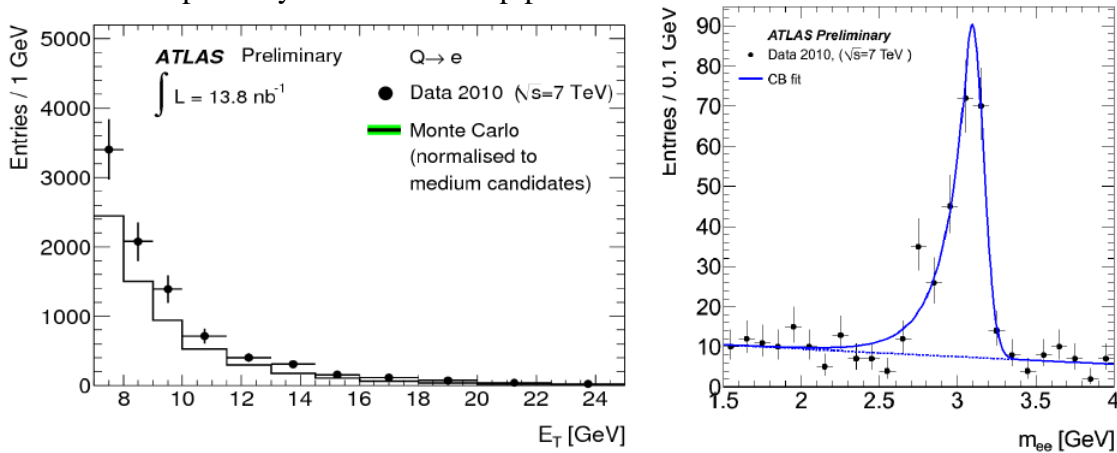 ATLAS Preliminary
∫ L = 13.8 nb⁻¹
Q→ e
Data 2010 (√s=7 TeV)
Monte Carlo
(normalised to
medium candidates)
Entries / 1 GeV
5000
4000
3000
2000
1000
0
8 10 12 14 16 18 20 22 24
E_T [GeV]
ATLAS Preliminary
Data 2010, (√s=7 TeV )
CB fit
Entries / 0.1 GeV
90
80
70
60
50
40
30
20
10
0
1.5 2 2.5 3 3.5 4
m_ee [GeV]